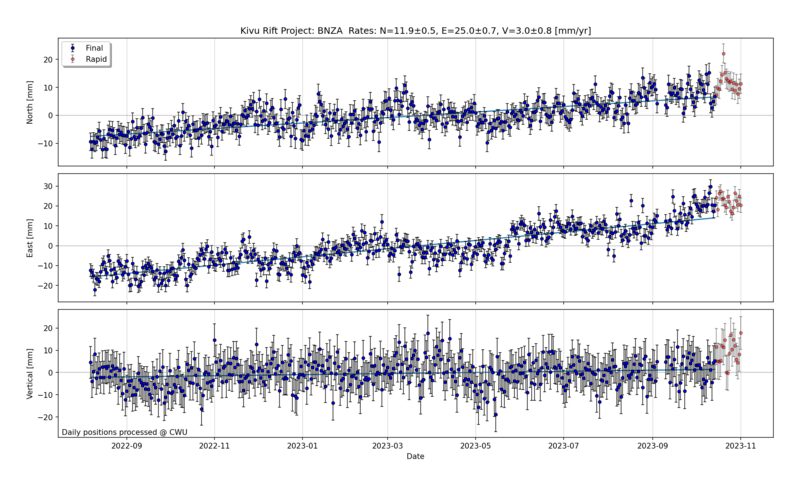 Kivu Rift Project: BNZA  Rates: N=11.9±0.5, E=25.0±0.7, V=3.0±0.8 [mm/yr]
Final
Rapid
North [mm]
20
10
0
−10
East [mm]
30
20
10
0
−10
−20
Vertical [mm]
20
10
0
−10
−20
Daily positions processed @ CWU
2022-09 2022-11 2023-01 2023-03 2023-05 2023-07 2023-09 2023-11
Date